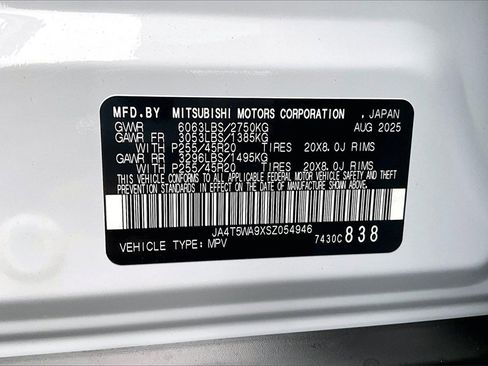 MFD.BY MITSUBISHI MOTORS CORPORATION , JAPAN
GVWR 6063LBS/2750KG AUG 2025
GAWR FR 3053LBS/1385KG
WITH P255/45R20 TIRES 20X8.0J RIMS
GAWR RR 3296LBS/1495KG
WITH P255/45R20 TIRES 20X8.0J RIMS
THIS VEHICLE CONFORMS TO ALL APPLICABLE FEDERAL MOTOR VEHICLE SAFETY, BUMPER, AND THEFT
PREVENTION STANDARDS IN EFFECT ON THE DATE OF MANUFACTURE SHOWN ABOVE.
JA4T5WA9XSZ054946
VEHICLE TYPE: MPV 7430C 838